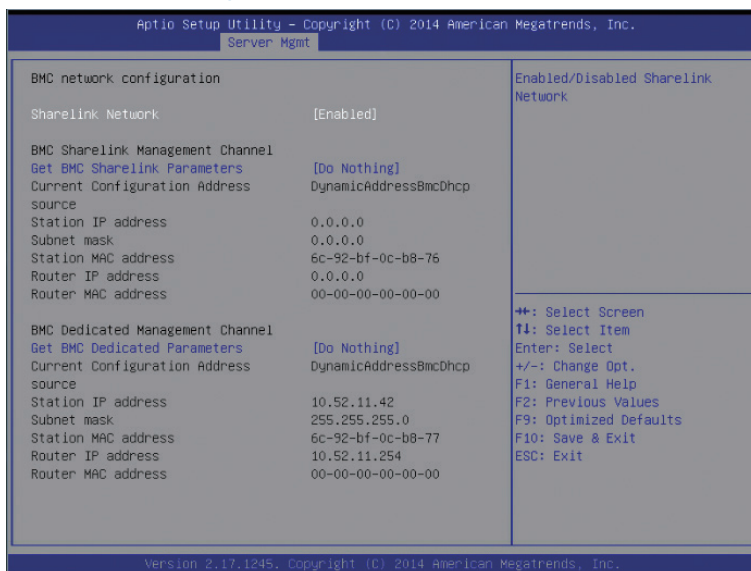 Aptio Setup Utility – Copyright (C) 2014 American Megatrends, Inc.
Server Mgmt
BMC network configuration
Sharelink Network [Enabled]
BMC Sharelink Management Channel
Get BMC Sharelink Parameters [Do Nothing]
Current Configuration Address DynamicAddressBmcDhcp
source
Station IP address 0.0.0.0
Subnet mask 0.0.0.0
Station MAC address 6c-92-bf-0c-b8-76
Router IP address 0.0.0.0
Router MAC address 00-00-00-00-00-00
BMC Dedicated Management Channel
Get BMC Dedicated Parameters [Do Nothing]
Current Configuration Address DynamicAddressBmcDhcp
source
Station IP address 10.52.11.42
Subnet mask 255.255.255.0
Station MAC address 6c-92-bf-0c-b8-77
Router IP address 10.52.11.254
Router MAC address 00-00-00-00-00-00
Enabled/Disabled Sharelink
Network
→←: Select Screen
↑↓: Select Item
Enter: Select
+/-: Change Opt.
F1: General Help
F2: Previous Values
F9: Optimized Defaults
F10: Save & Exit
ESC: Exit
Version 2.17.1245. Copyright (C) 2014 American Megatrends, Inc.